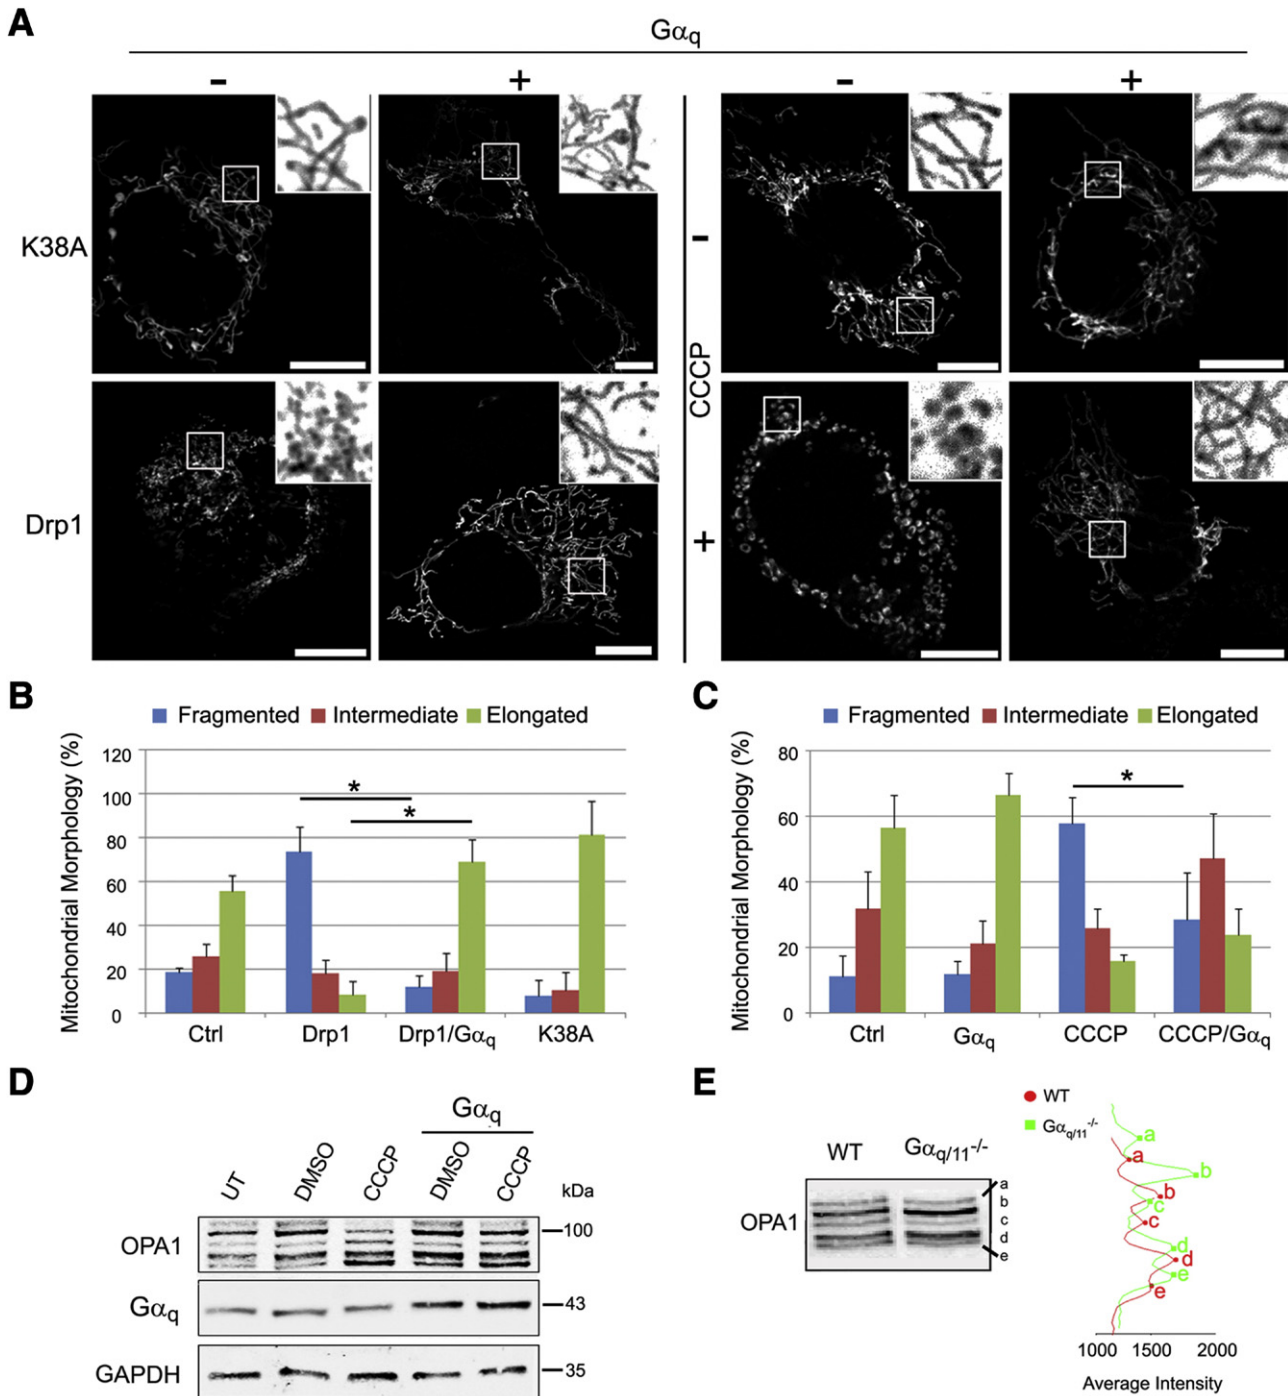 A
Gαq
- + - +
K38A
-
CCCP
Drp1
+
B
Fragmented Intermediate Elongated
Mitochondrial Morphology (%)
120
100
80
60
40
20
0
Ctrl Drp1 Drp1/Gαq K38A
* *
C
Fragmented Intermediate Elongated
Mitochondrial Morphology (%)
80
60
40
20
0
Ctrl Gαq CCCP CCCP/Gαq
*
D
Gαq
UT DMSO CCCP DMSO CCCP kDa
OPA1 100
Gαq 43
GAPDH 35
E
WT Gαq/11-/-
OPA1
a
b
c
d
e
WT
Gαq/11-/-
a
a
b
b
c
c
d
d
e
e
1000 1500 2000
Average Intensity